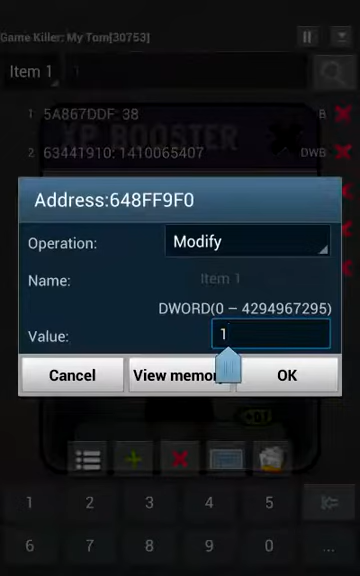 Game Killer: My Tom[30753]
Item 1
1
1 5A867DDF: 38 B
XP BOOSTER
2 63441910: 1410065407 DWB
Address:648FF9F0
Operation: Modify
Name: Item 1
DWORD(0 – 4294967295)
Value: 1
Cancel View memory OK
1 2 3 4 5
6 7 8 9 0 ...